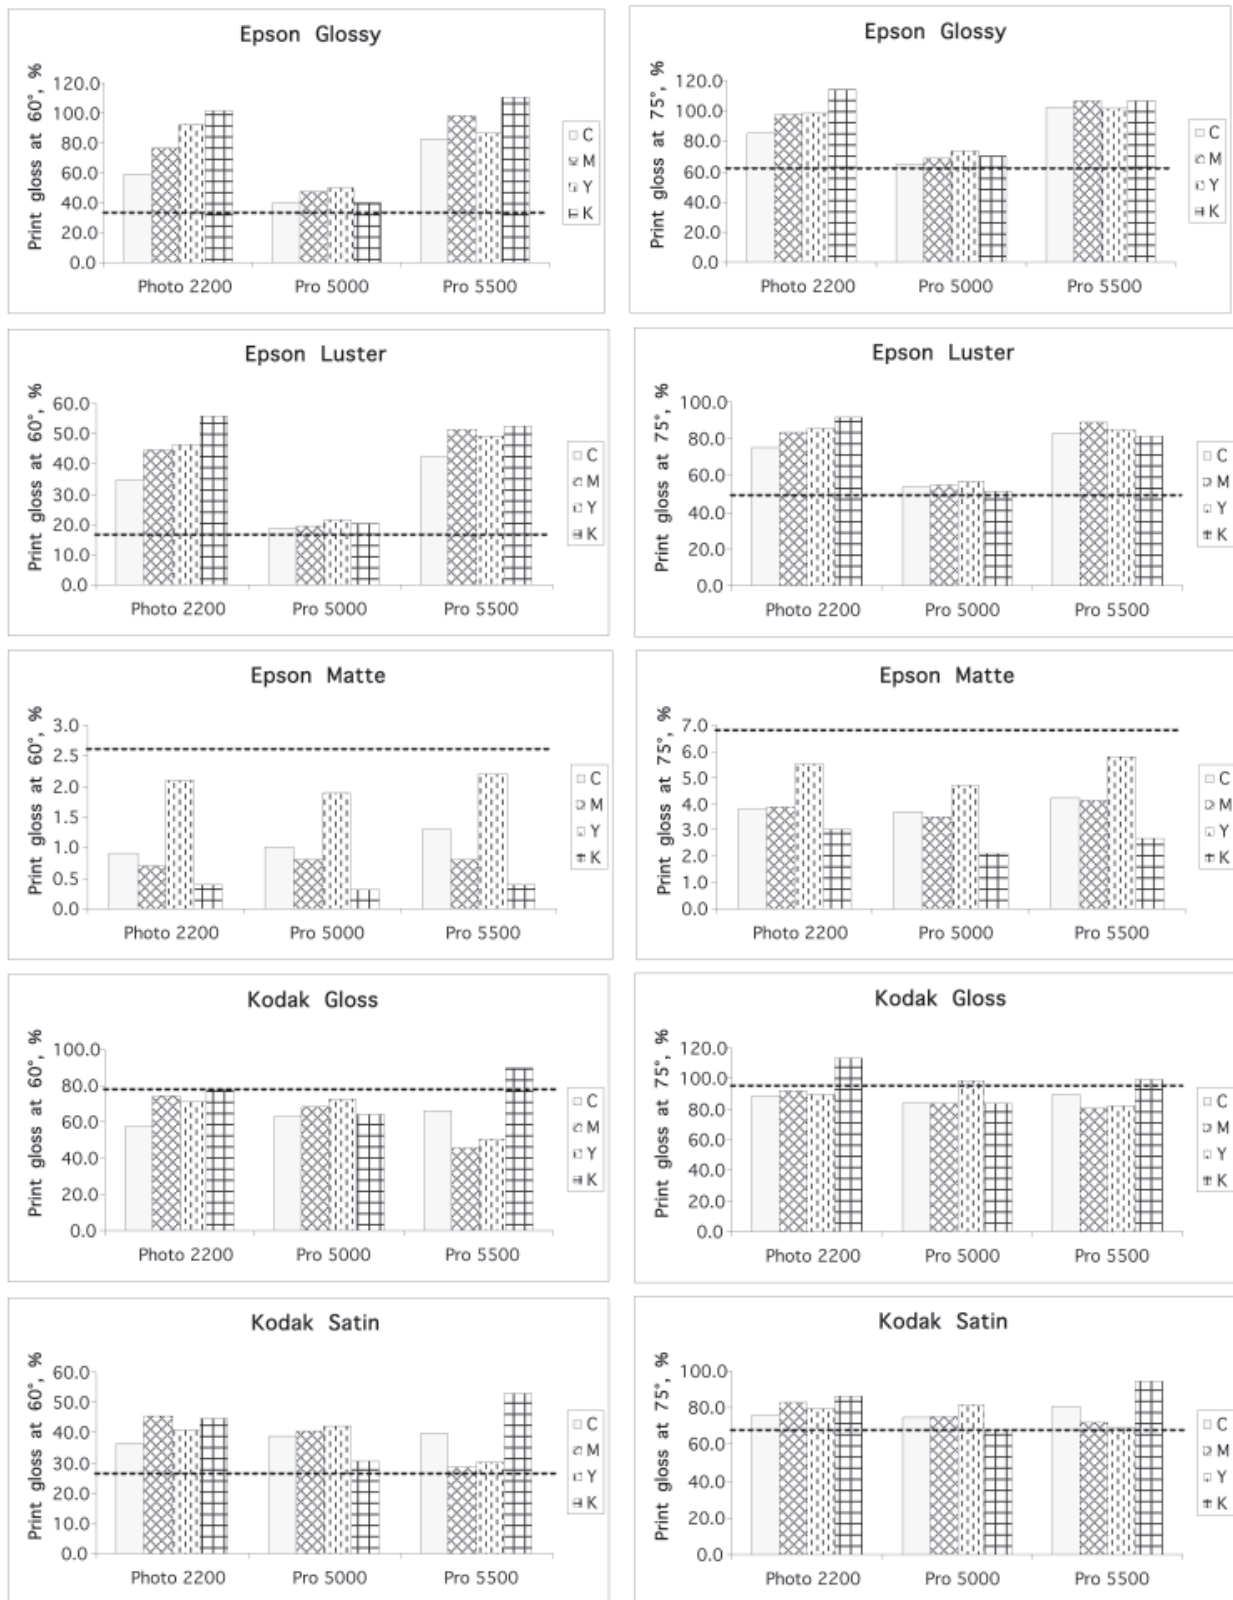 Epson Glossy
Print gloss at 60°, %
120.0
100.0
80.0
60.0
40.0
20.0
0.0
Photo 2200 Pro 5000 Pro 5500
C
M
Y
K
Epson Glossy
Print gloss at 75°, %
120.0
100.0
80.0
60.0
40.0
20.0
0.0
Photo 2200 Pro 5000 Pro 5500
C
M
Y
K
Epson Luster
Print gloss at 60°, %
60.0
50.0
40.0
30.0
20.0
10.0
0.0
Photo 2200 Pro 5000 Pro 5500
C
M
Y
K
Epson Luster
Print gloss at 75°, %
100.0
80.0
60.0
40.0
20.0
0.0
Photo 2200 Pro 5000 Pro 5500
C
M
Y
K
Epson Matte
Print gloss at 60°, %
3.0
2.5
2.0
1.5
1.0
0.5
0.0
Photo 2200 Pro 5000 Pro 5500
C
M
Y
K
Epson Matte
Print gloss at 75°, %
7.0
6.0
5.0
4.0
3.0
2.0
1.0
0.0
Photo 2200 Pro 5000 Pro 5500
C
M
Y
K
Kodak Gloss
Print gloss at 60°, %
100.0
80.0
60.0
40.0
20.0
0.0
Photo 2200 Pro 5000 Pro 5500
C
M
Y
K
Kodak Gloss
Print gloss at 75°, %
120.0
100.0
80.0
60.0
40.0
20.0
0.0
Photo 2200 Pro 5000 Pro 5500
C
M
Y
K
Kodak Satin
Print gloss at 60°, %
60.0
50.0
40.0
30.0
20.0
10.0
0.0
Photo 2200 Pro 5000 Pro 5500
C
M
Y
K
Kodak Satin
Print gloss at 75°, %
100.0
80.0
60.0
40.0
20.0
0.0
Photo 2200 Pro 5000 Pro 5500
C
M
Y
K